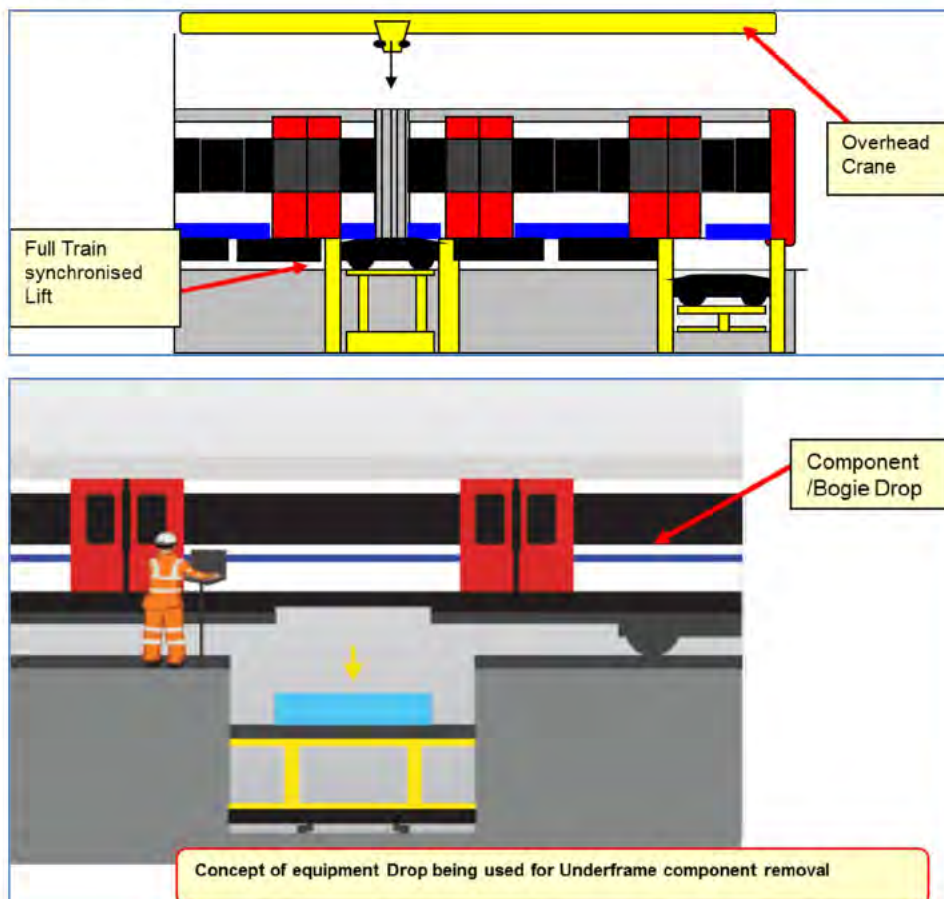 Overhead
Crane
Full Train
synchronised
Lift
Component
/Bogie Drop
Concept of equipment Drop being used for Underframe component removal